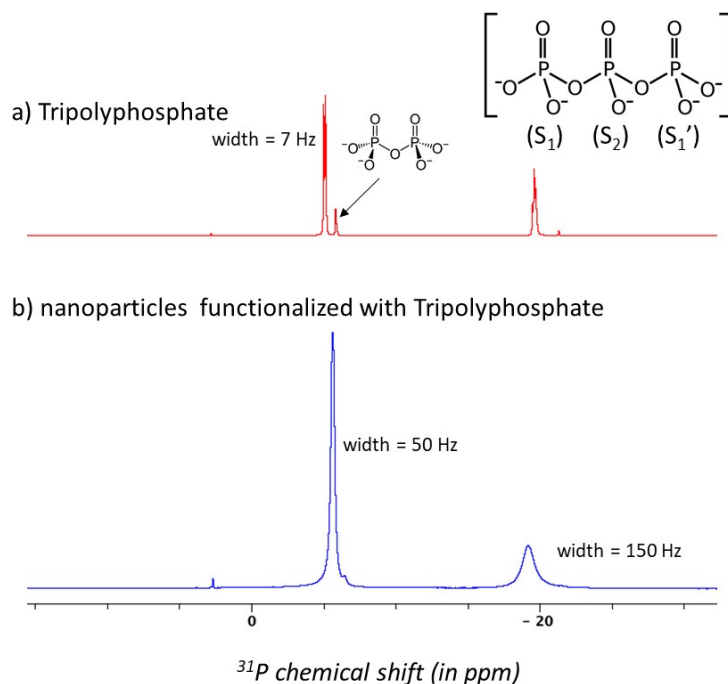 a) Tripolyphosphate
width = 7 Hz
O O
P P
⁻O O O⁻
⁻O O⁻
O O O
P P P
⁻O O O O⁻
O⁻ O⁻ O⁻
(S₁) (S₂) (S₁’)
b) nanoparticles functionalized with Tripolyphosphate
width = 50 Hz
width = 150 Hz
0 – 20
³¹P chemical shift (in ppm)